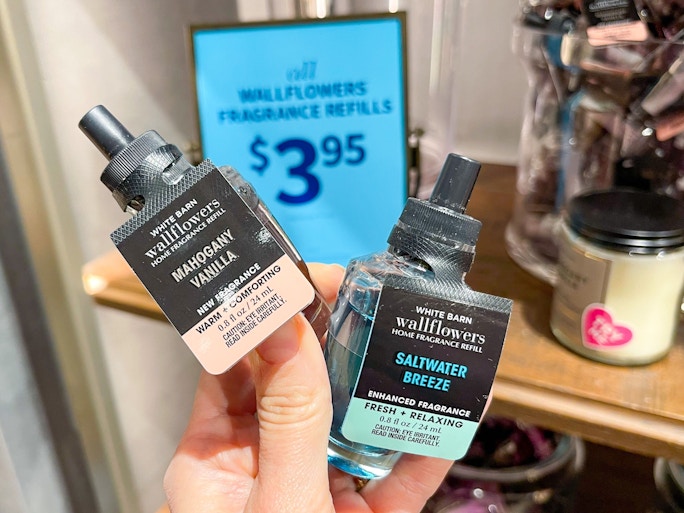 all
WALLFLOWERS
FRAGRANCE REFILLS
$3.95
WHITE BARN
wallflowers
HOME FRAGRANCE REFILL
MAHOGANY
VANILLA
NEW FRAGRANCE
WARM + COMFORTING
0.8 fl oz / 24 mL
CAUTION: EYE IRRITANT.
READ INSIDE CAREFULLY.
WHITE BARN
wallflowers
HOME FRAGRANCE REFILL
SALTWATER
BREEZE
ENHANCED FRAGRANCE
FRESH + RELAXING
0.8 fl oz / 24 mL
CAUTION: EYE IRRITANT.
READ INSIDE CAREFULLY.